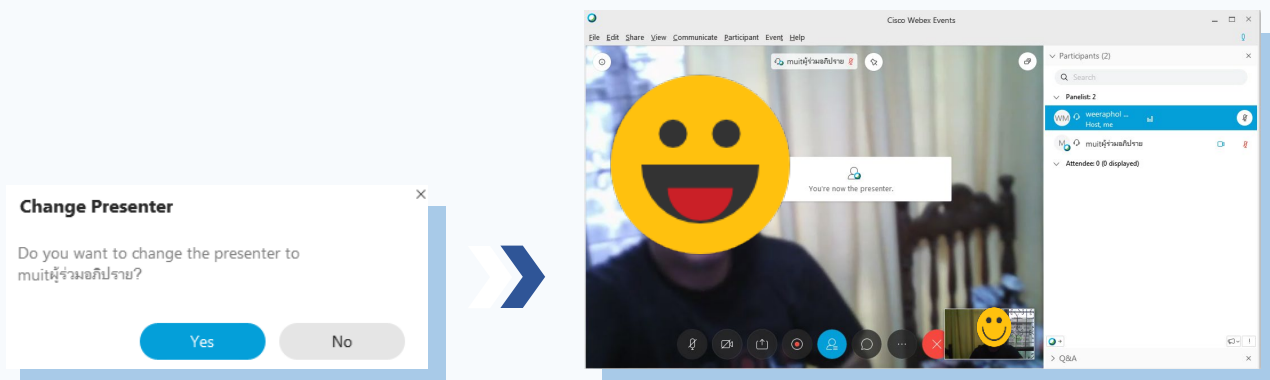 Change Presenter
Do you want to change the presenter to
muitผู้ร่วมอภิปราย?
Yes
No
Cisco Webex Events
File Edit Share View Communicate Participant Event Help
muitผู้ร่วมอภิปราย
You're now the presenter.
Participants (2)
Search
Panelist: 2
WM
weeraphol ...
Host, me
M
muitผู้ร่วมอภิปราย
Attendee: 0 (0 displayed)
Q&A